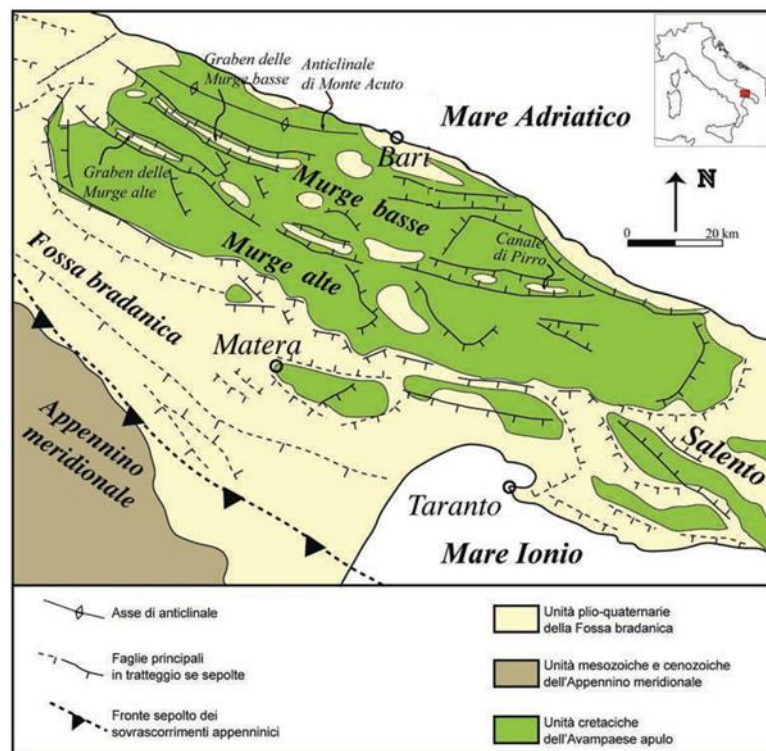 Graben delle
Murge basse
Anticlinale
di Monte Acuto
Mare Adriatico
Bari
Graben delle
Murge alte
Murge basse
N
0 20 km
Canale
di Pirro
Fossa bradanica
Murge alte
Matera
Appennino
meridionale
Salento
Taranto
Mare Ionio
Asse di anticlinale
Faglie principali
in tratteggio se sepolte
Fronte sepolto dei
sovrascorrimenti appenninici
Unità plio-quaternarie
della Fossa bradanica
Unità mesozoiche e cenozoiche
dell'Appennino meridionale
Unità cretaciche
dell'Avampaese apulo